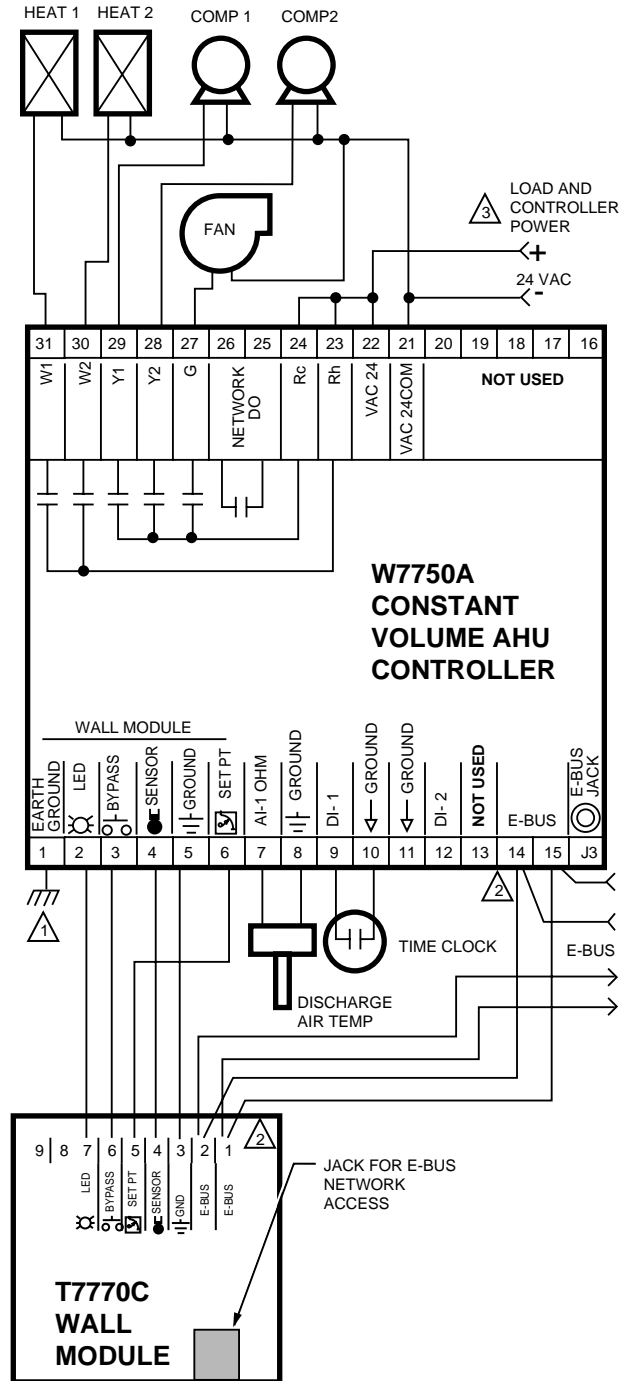 HEAT 1 HEAT 2 COMP 1 COMP2
3
LOAD AND
CONTROLLER
POWER
FAN
+
24 VAC
-
31 30 29 28 27 26 25 24 23 22 21 20 19 18 17 16
W1
W2
Y1
Y2
G
NETWORK
DO
Rc
Rh
VAC 24
VAC 24COM
NOT USED
W7750A
CONSTANT
VOLUME AHU
CONTROLLER
WALL MODULE
EARTH
GROUND
LED
BYPASS
SENSOR
GROUND
SET PT
AI-1 OHM
GROUND
DI- 1
GROUND
GROUND
DI- 2
NOT USED
E-BUS
E-BUS
JACK
1 2 3 4 5 6 7 8 9 10 11 12 13 14 15 J3
1
2
TIME CLOCK
E-BUS
DISCHARGE
AIR TEMP
2
9 8 7 6 5 4 3 2 1
LED
BYPASS
SET PT
SENSOR
GND
E-BUS
E-BUS
JACK FOR E-BUS
NETWORK
ACCESS
T7770C
WALL
MODULE